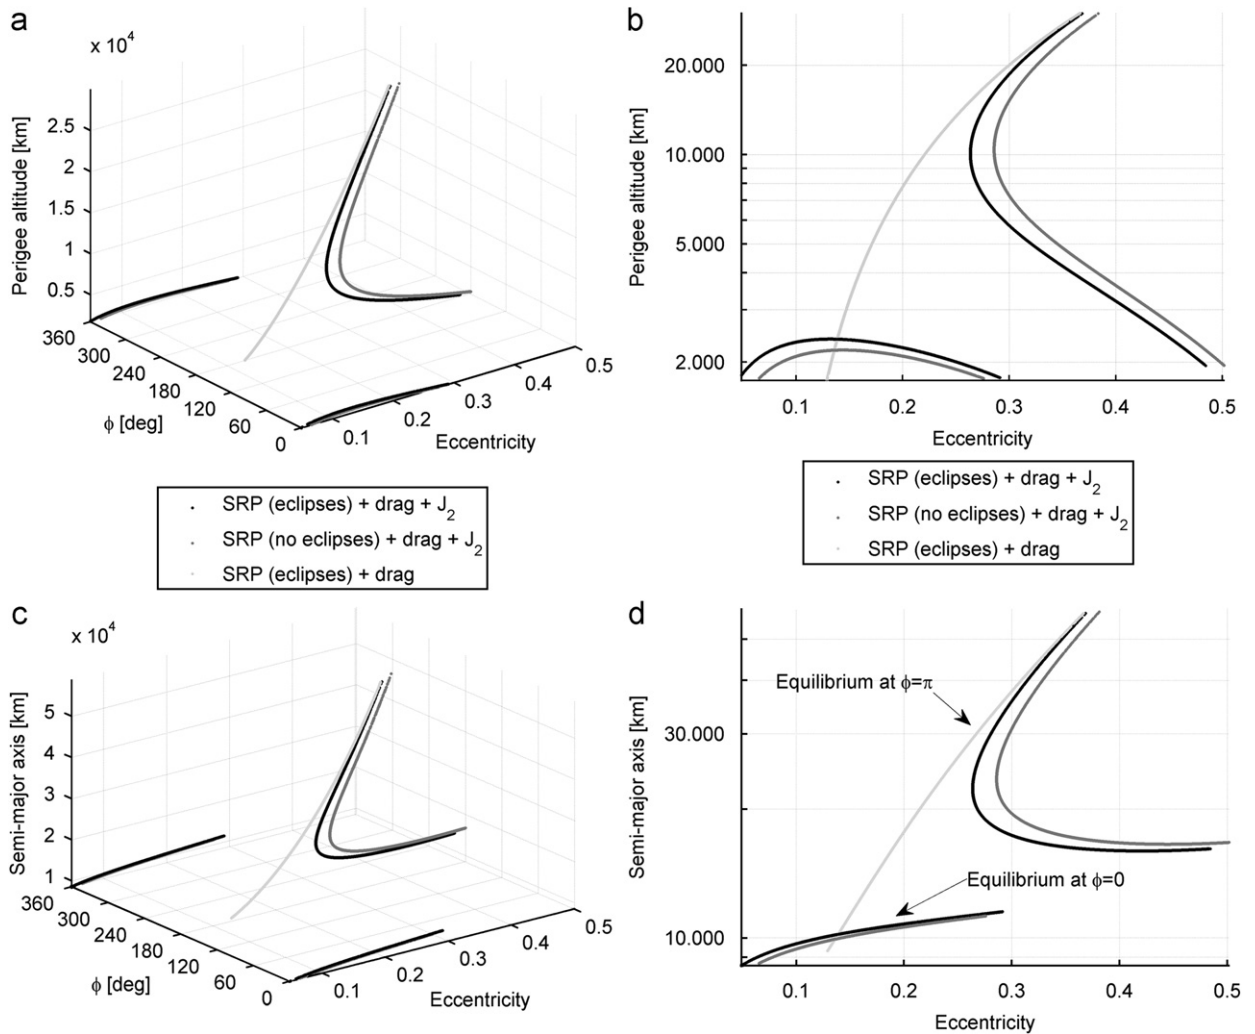 a
x 10^4
Perigee altitude [km]
2.5
2
1.5
1
0.5
360
300
240
180
120
60
0
ϕ [deg]
0.1
0.2
0.3
0.4
0.5
Eccentricity
SRP (eclipses) + drag + J_2
SRP (no eclipses) + drag + J_2
SRP (eclipses) + drag
b
Perigee altitude [km]
20.000
10.000
5.000
2.000
0.1 0.2 0.3 0.4 0.5
Eccentricity
SRP (eclipses) + drag + J_2
SRP (no eclipses) + drag + J_2
SRP (eclipses) + drag
c
x 10^4
Semi-major axis [km]
5
4
3
2
1
360
300
240
180
120
60
0
ϕ [deg]
0.1
0.2
0.3
0.4
0.5
Eccentricity
d
Semi-major axis [km]
30.000
10.000
Equilibrium at ϕ=π
Equilibrium at ϕ=0
0.1 0.2 0.3 0.4 0.5
Eccentricity